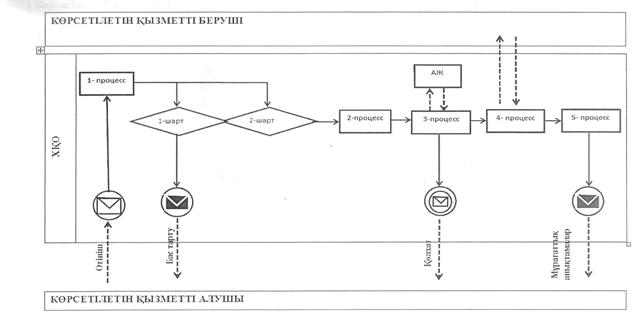 КӨРСЕТІЛЕТІН ҚЫЗМЕТТІ БЕРУШІ
ХҚО
1- процесс
АЖ
1-шарт
2-шарт
2-процесс
3-процесс
4- процесс
5- процесс
Өтініш
Бас тарту
Қолхат
Мұрағаттық
анықтамалар
КӨРСЕТІЛЕТІН ҚЫЗМЕТТІ АЛУШЫ